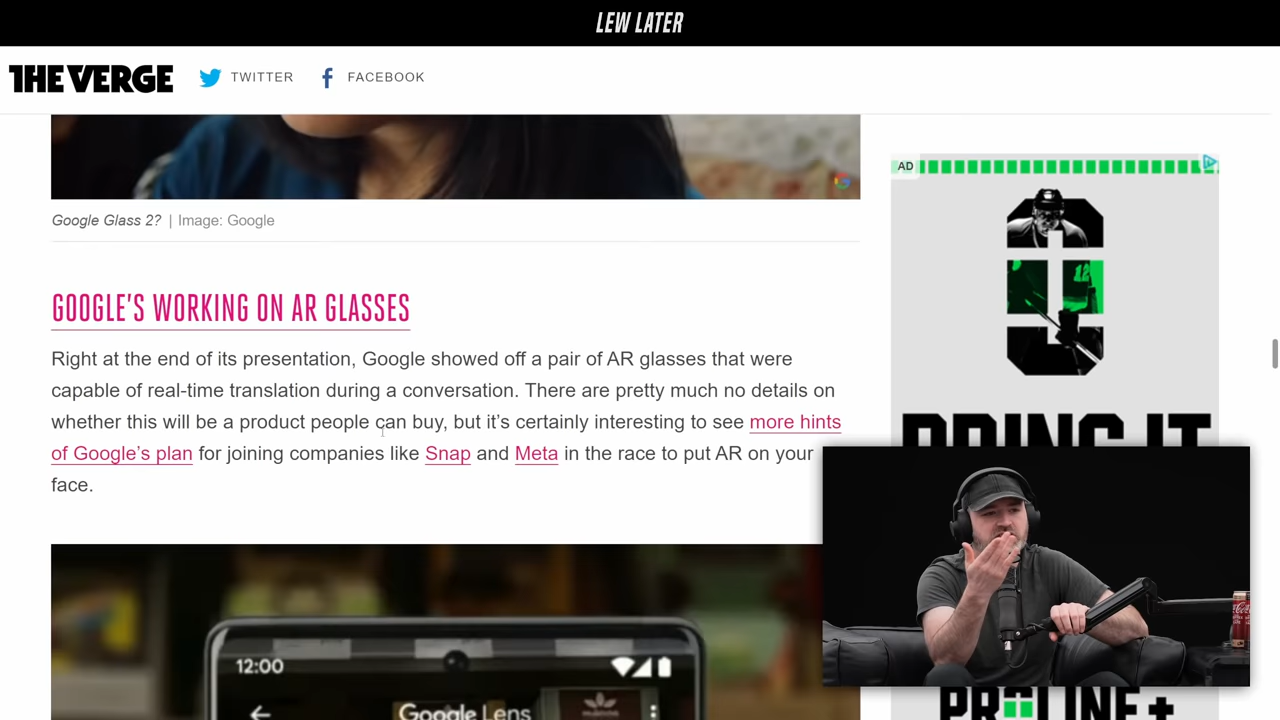 LEW LATER
THE VERGE
TWITTER
FACEBOOK
AD
Google Glass 2? | Image: Google
GOOGLE'S WORKING ON AR GLASSES
Right at the end of its presentation, Google showed off a pair of AR glasses that were
capable of real-time translation during a conversation. There are pretty much no details on
whether this will be a product people can buy, but it's certainly interesting to see more hints
of Google's plan for joining companies like Snap and Meta in the race to put AR on your
face.
12
BRING IT
12:00
Google Lens
PROLINE+